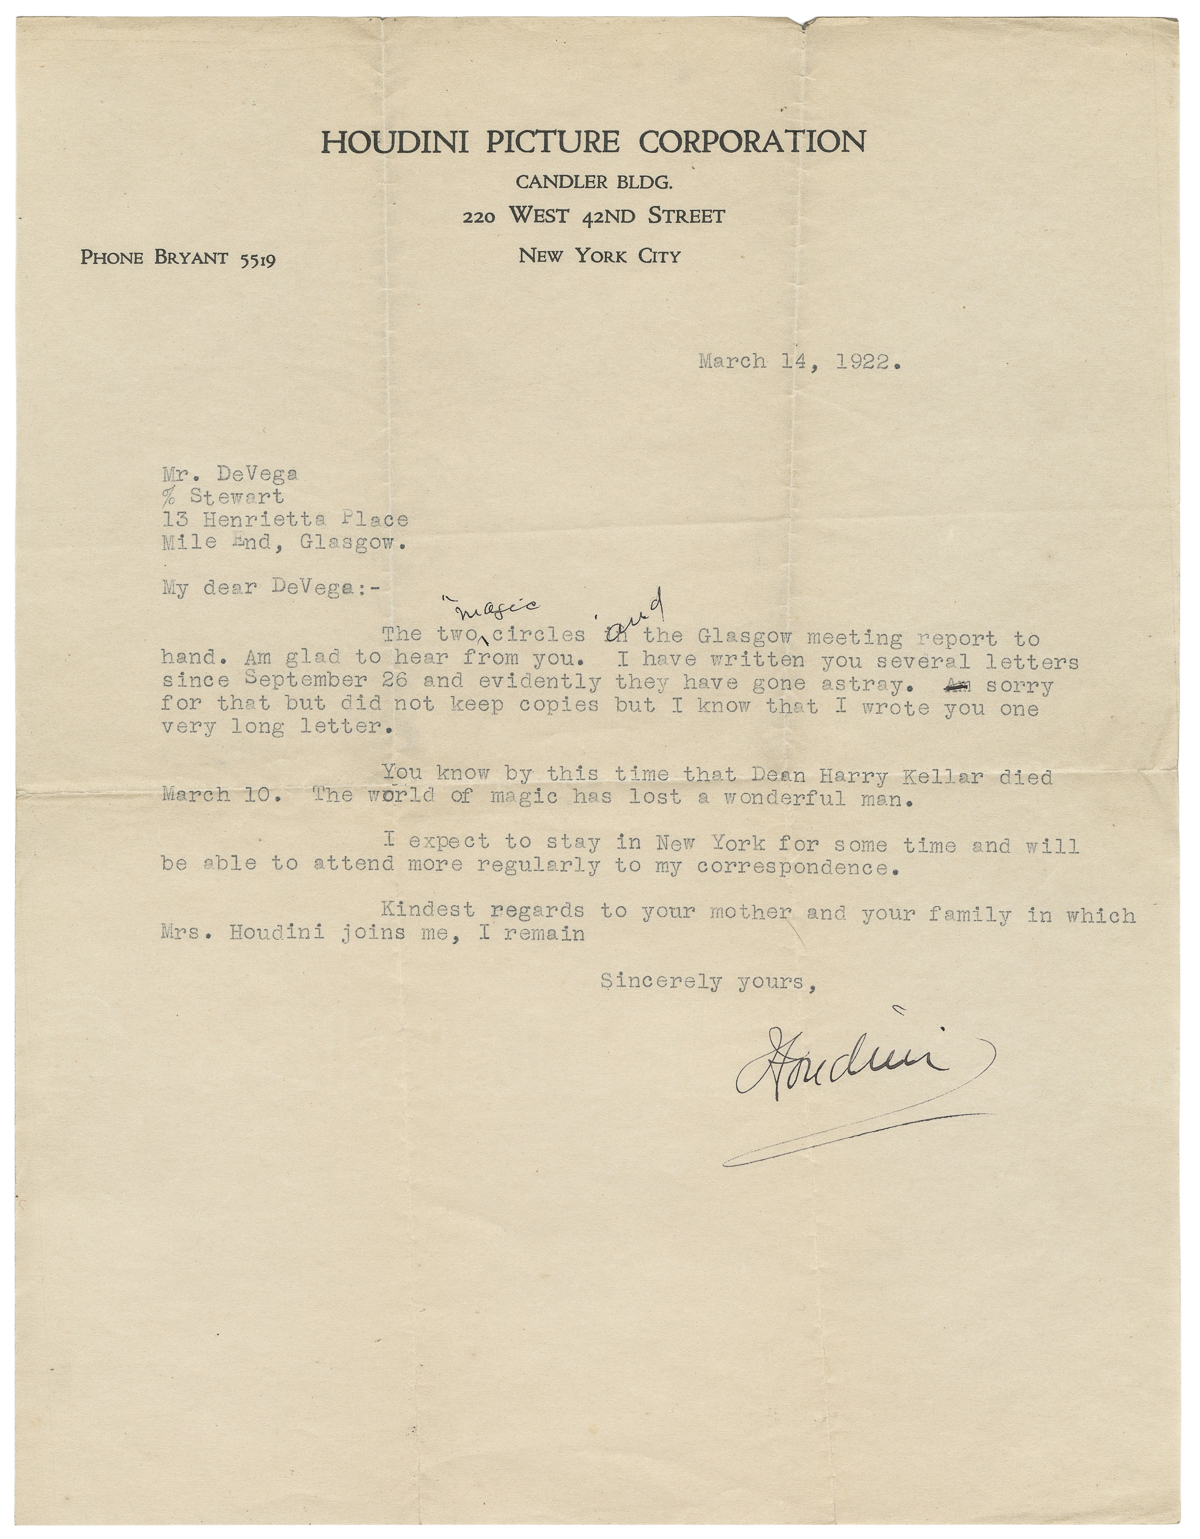 HOUDINI PICTURE CORPORATION
CANDLER BLDG.
220 WEST 42ND STREET
PHONE BRYANT 5519 NEW YORK CITY
March 14, 1922.
Mr. DeVega
% Stewart
13 Henrietta Place
Mile End, Glasgow.
My dear DeVega:-
"magic and
The two circles" in the Glasgow meeting report to
hand. Am glad to hear from you. I have written you several letters
since September 26 and evidently they have gone astray. Am sorry
for that but did not keep copies but I know that I wrote you one
very long letter.
You know by this time that Dean Harry Kellar died
March 10. The world of magic has lost a wonderful man.
I expect to stay in New York for some time and will
be able to attend more regularly to my correspondence.
Kindest regards to your mother and your family in which
Mrs. Houdini joins me, I remain
Sincerely yours,
Houdini